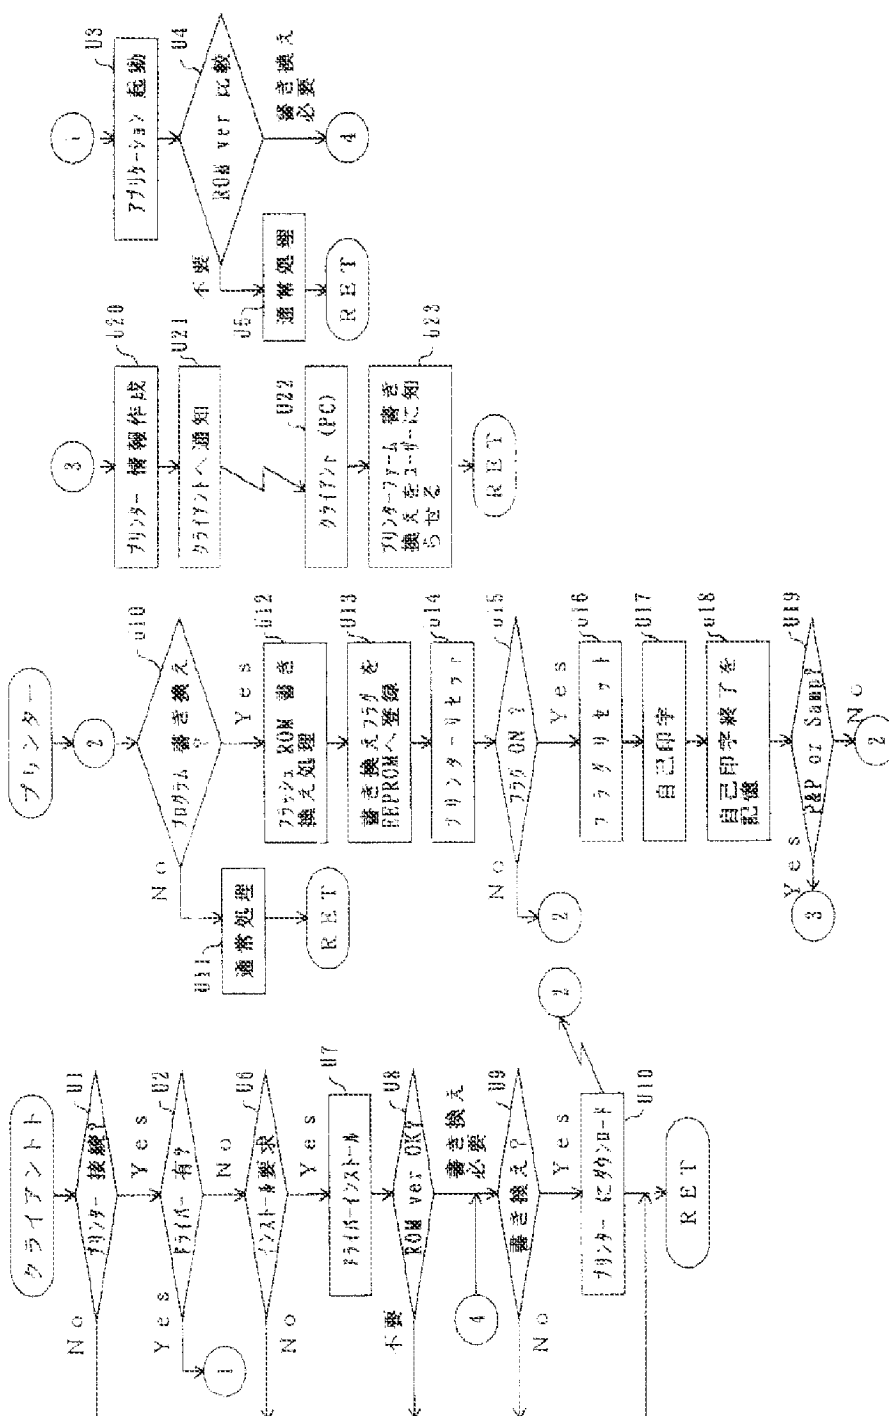 クライアントト
プリンター 接続?
U1
No
Yes
ドライバー 有?
U2
Yes
No
1
インストール要求
U6
No
Yes
ドライバーインストール
U7
ROM ver OK?
U8
不要
書き換え
必要
4
書き換え?
U9
No
Yes
プリンター にダウンロード
U10
2
RET
プリンター
2
プログラム 書き換え
?
U10
No
Yes
通常処理
U11
RET
フラッシュ ROM 書き
換え処理
U12
書き換えフラグ を
EEPROMへ登録
U13
プリンターリセット
U14
フラグ ON ?
U15
No
Yes
2
フラグリセット
U16
自己印字
U17
自己印字終了を
記憶
U18
P&P or Samp?
U19
Yes
No
3
2
3
プリンター 情報作成
U20
クライアントへ通知
U21
クライアント (PC)
U22
プリンターファーム 書き
換えをユーザーに知
らせる
U23
RET
1
アプリケーション 起動
U3
ROM ver 比較
U4
不要
書き換え
必要
通常処理
U5
RET
4